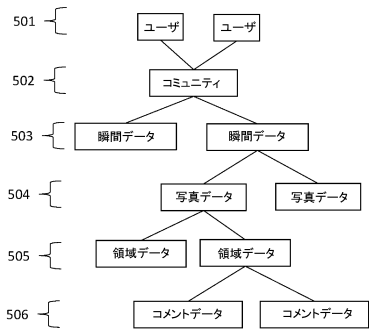 501 ユーザ ユーザ
502 コミュニティ
503 瞬間データ 瞬間データ
504 写真データ 写真データ
505 領域データ 領域データ
506 コメントデータ コメントデータ